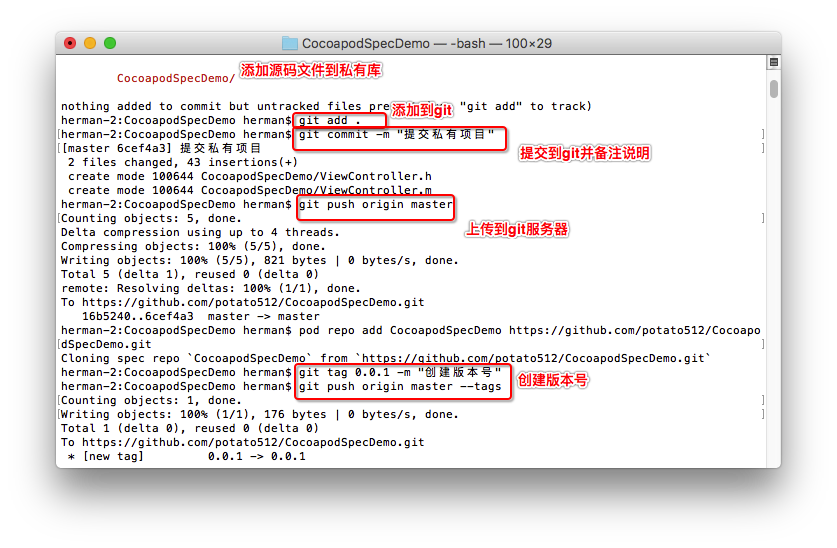 CocoapodSpecDemo — -bash — 100×29
CocoapodSpecDemo/ 添加源码文件到私有库
nothing added to commit but untracked files pre "git add" to track)
添加到git
herman-2:CocoapodSpecDemo herman$ git add .
[herman-2:CocoapodSpecDemo herman$ git commit -m "提交私有项目" ]
[[master 6cef4a3] 提交私有项目 ]
提交到git并备注说明
2 files changed, 43 insertions(+)
create mode 100644 CocoapodSpecDemo/ViewController.h
create mode 100644 CocoapodSpecDemo/ViewController.m
herman-2:CocoapodSpecDemo herman$ git push origin master
[Counting objects: 5, done. ]
上传到git服务器
Delta compression using up to 4 threads.
Compressing objects: 100% (5/5), done.
Writing objects: 100% (5/5), 821 bytes | 0 bytes/s, done.
Total 5 (delta 1), reused 0 (delta 0)
remote: Resolving deltas: 100% (1/1), done.
To https://github.com/potato512/CocoapodSpecDemo.git
16b5240..6cef4a3 master -> master
herman-2:CocoapodSpecDemo herman$ pod repo add CocoapodSpecDemo https://github.com/potato512/Cocoapo
[dSpecDemo.git ]
Cloning spec repo `CocoapodSpecDemo` from `https://github.com/potato512/CocoapodSpecDemo.git`
herman-2:CocoapodSpecDemo herman$ git tag 0.0.1 -m "创建版本号"
创建版本号
herman-2:CocoapodSpecDemo herman$ git push origin master --tags
[Counting objects: 1, done. ]
[Writing objects: 100% (1/1), 176 bytes | 0 bytes/s, done. ]
Total 1 (delta 0), reused 0 (delta 0)
To https://github.com/potato512/CocoapodSpecDemo.git
* [new tag] 0.0.1 -> 0.0.1